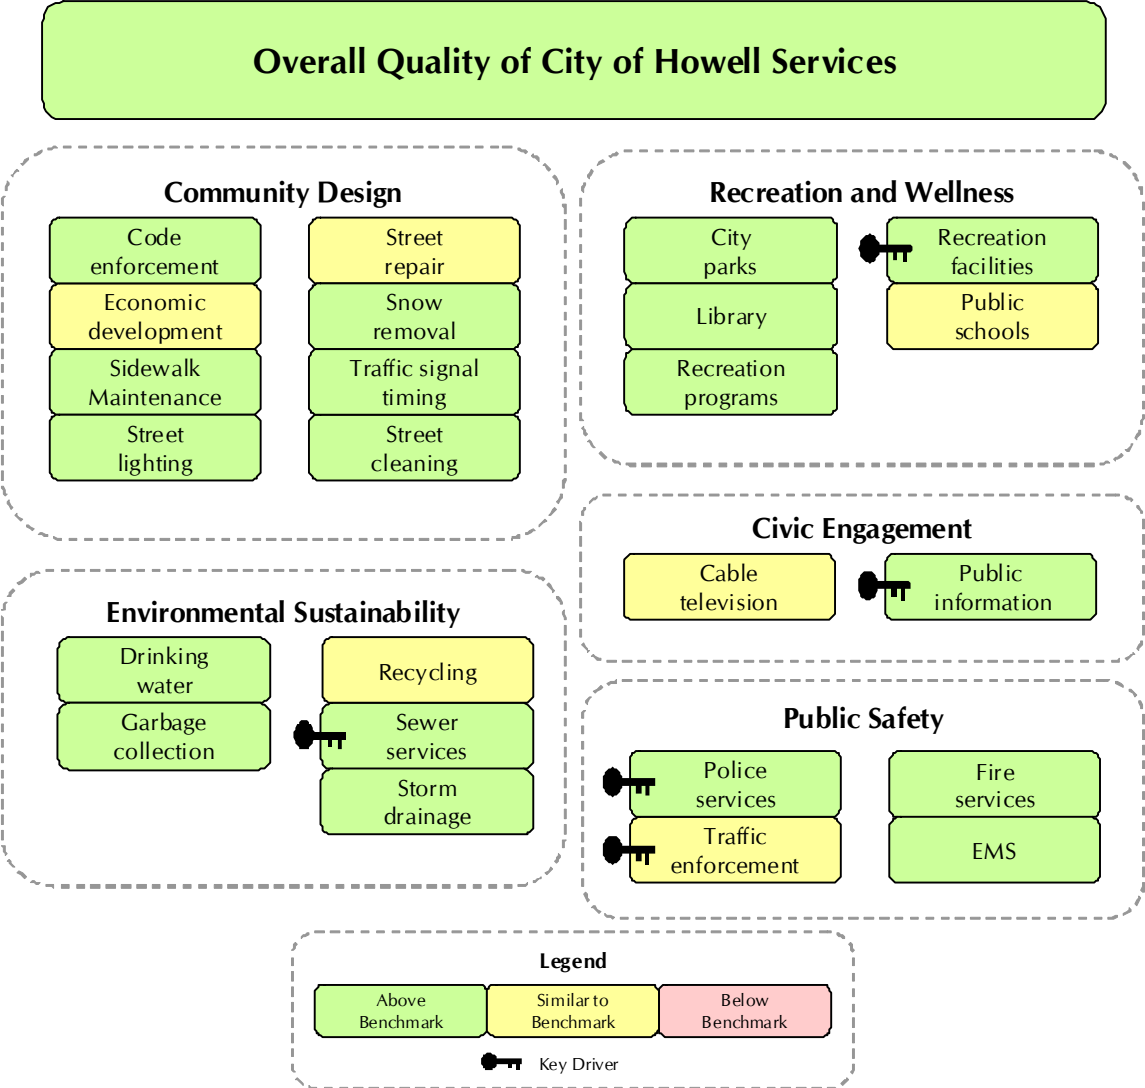 Overall Quality of City of Howell Services
Community Design
Code
enforcement
Economic
development
Sidewalk
Maintenance
Street
lighting
Street
repair
Snow
removal
Traffic signal
timing
Street
cleaning
Recreation and Wellness
City
parks
Library
Recreation
programs
Recreation
facilities
Public
schools
Civic Engagement
Cable
television
Public
information
Environmental Sustainability
Drinking
water
Garbage
collection
Recycling
Sewer
services
Storm
drainage
Public Safety
Police
services
Traffic
enforcement
Fire
services
EMS
Legend
Above
Benchmark
Similar to
Benchmark
Below
Benchmark
Key Driver